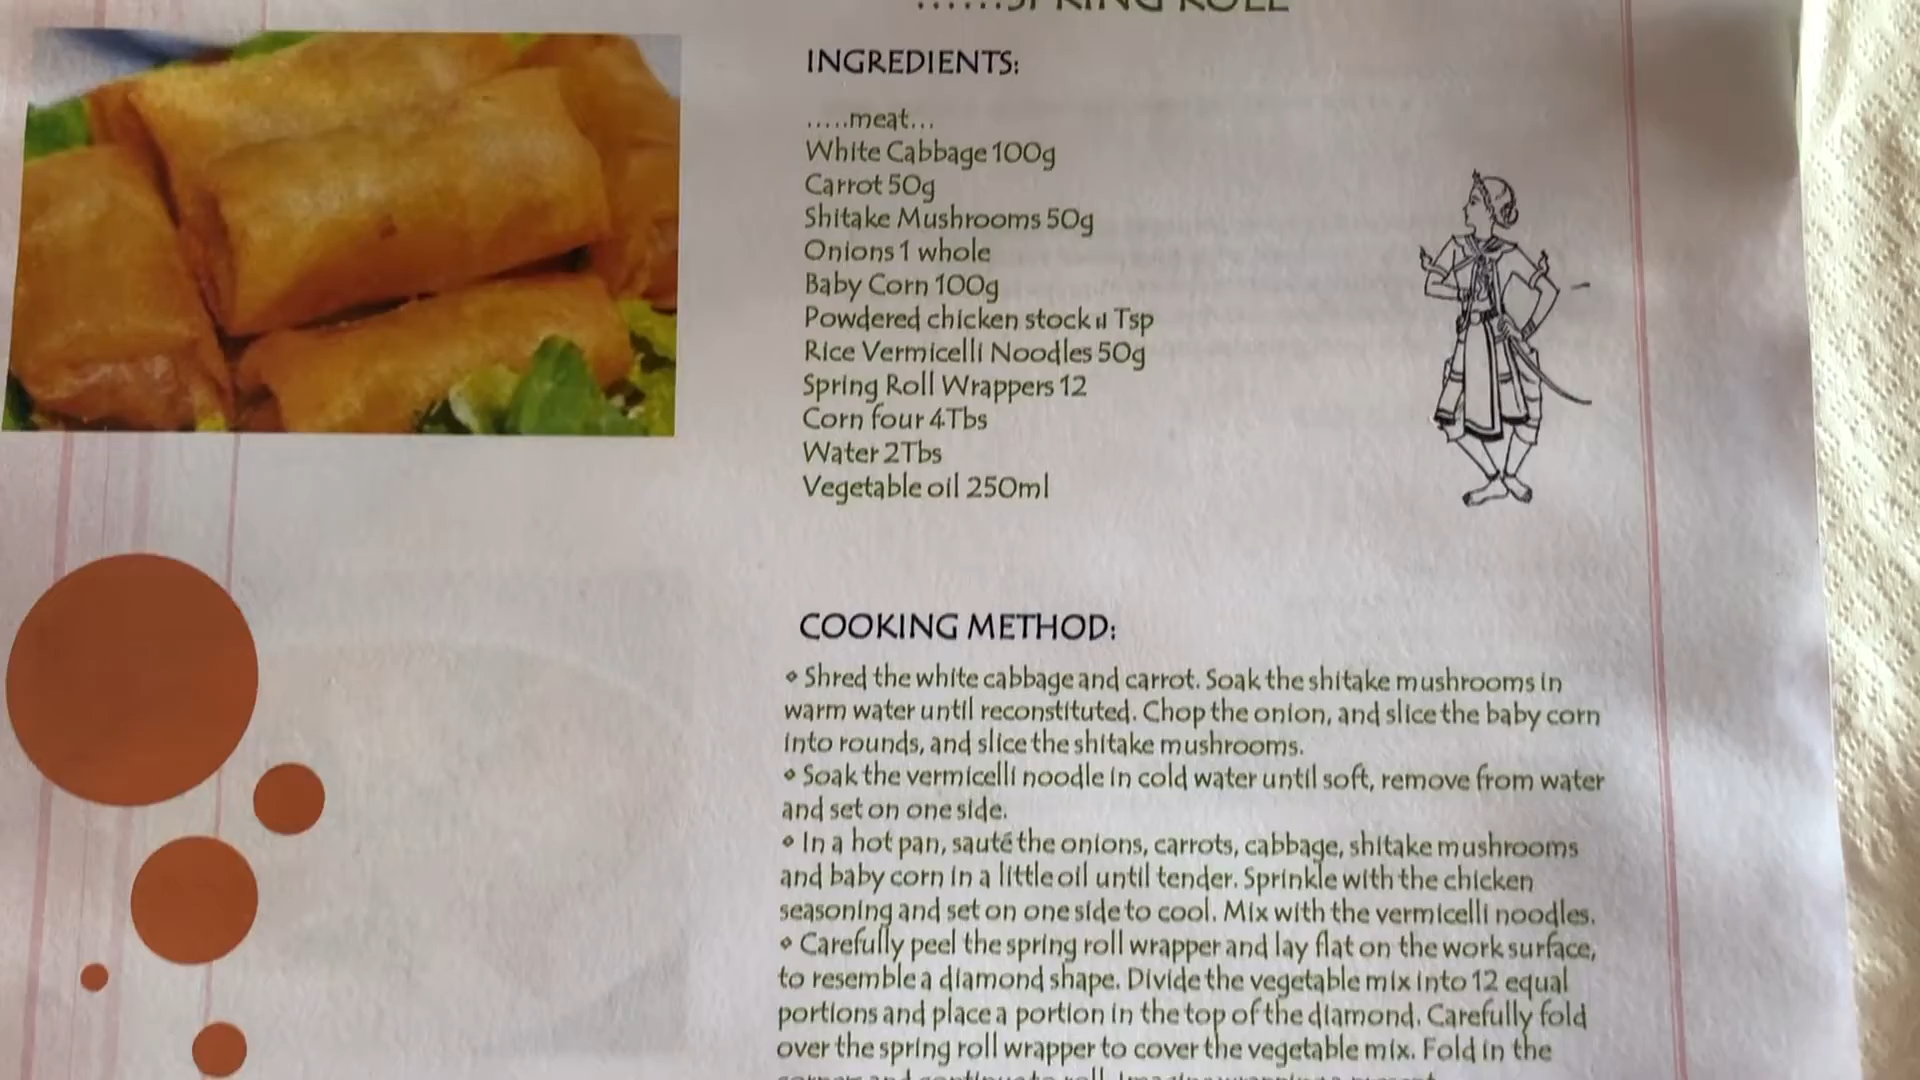 ......SPRING ROLL
INGREDIENTS:
.....meat...
White Cabbage 100g
Carrot 50g
Shitake Mushrooms 50g
Onions 1 whole
Baby Corn 100g
Powdered chicken stock Tsp
Rice Vermicelli Noodles 50g
Spring Roll Wrappers 12
Corn four 4Tbs
Water 2Tbs
Vegetable oil 250ml
COOKING METHOD:
• Shred the white cabbage and carrot. Soak the shitake mushrooms in
warm water until reconstituted. Chop the onion, and slice the baby corn
into rounds, and slice the shitake mushrooms.
• Soak the vermicelli noodle in cold water until soft, remove from water
and set on one side.
• In a hot pan, sauté the onions, carrots, cabbage, shitake mushrooms
and baby corn in a little oil until tender. Sprinkle with the chicken
seasoning and set on one side to cool. Mix with the vermicelli noodles.
• Carefully peel the spring roll wrapper and lay flat on the work surface,
to resemble a diamond shape. Divide the vegetable mix into 12 equal
portions and place a portion in the top of the diamond. Carefully fold
over the spring roll wrapper to cover the vegetable mix. Fold in the